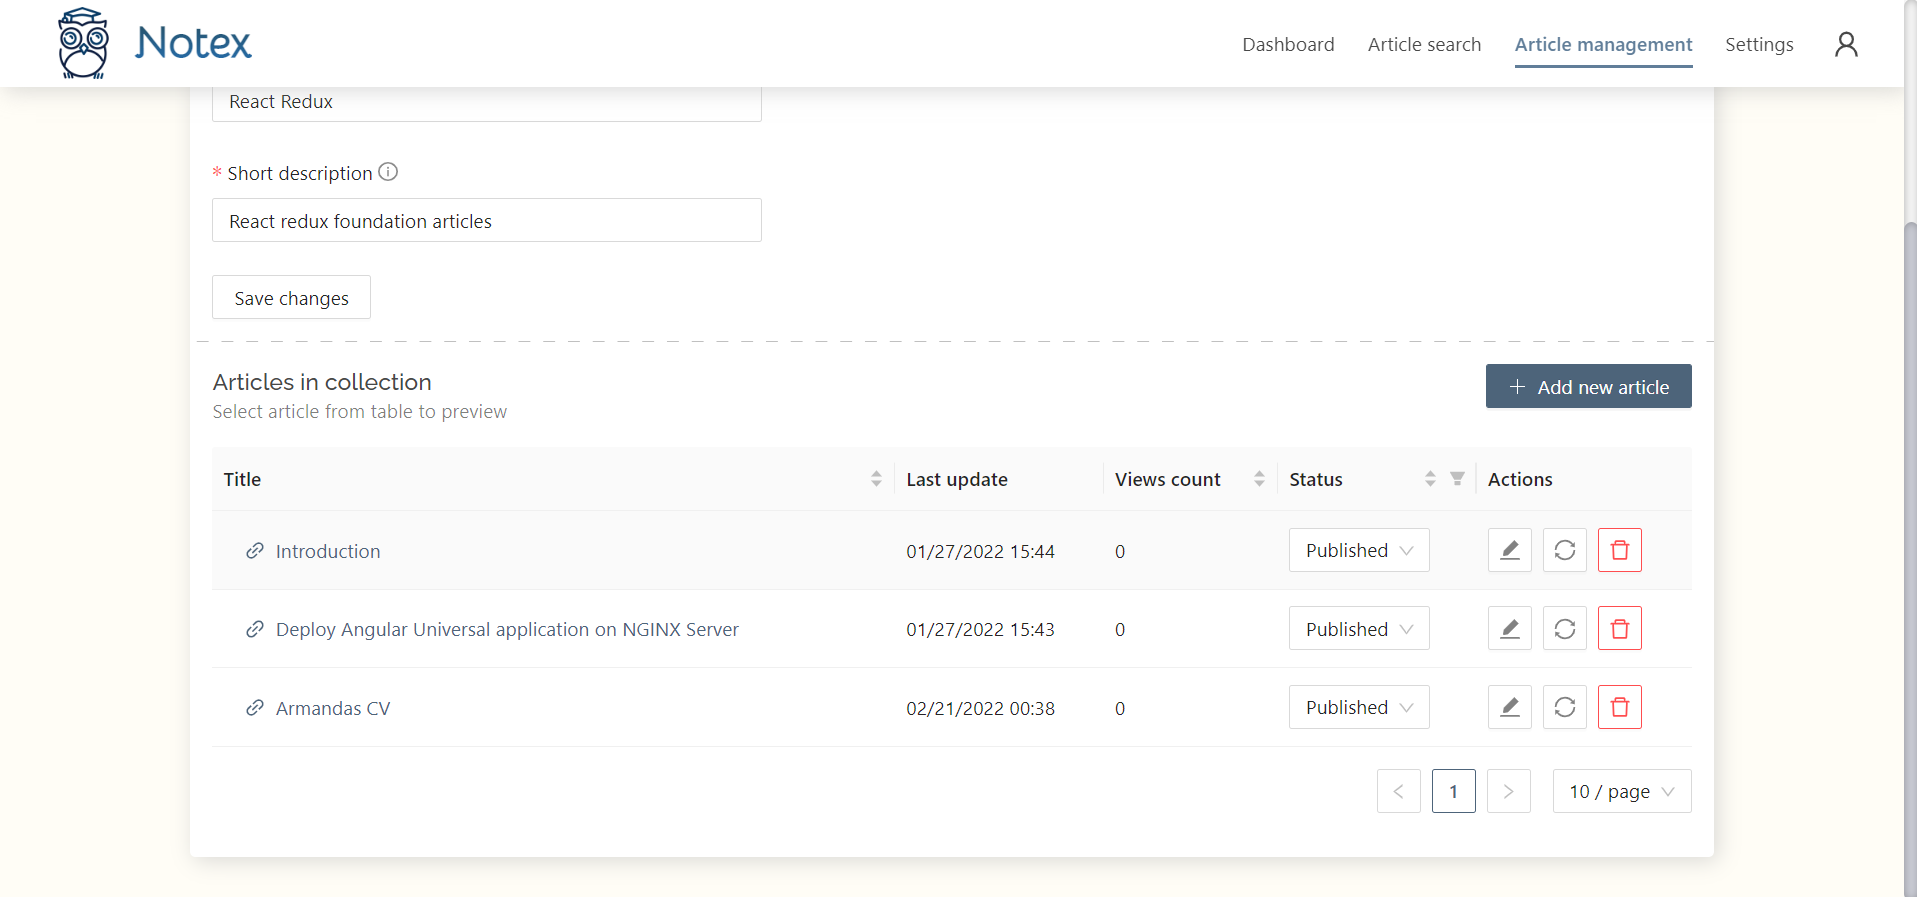 Notex
Dashboard Article search Article management Settings
React Redux
* Short description
React redux foundation articles
Save changes
Articles in collection
Select article from table to preview
+ Add new article
Title Last update Views count Status Actions
Introduction 01/27/2022 15:44 0 Published
Deploy Angular Universal application on NGINX Server 01/27/2022 15:43 0 Published
Armandas CV 02/21/2022 00:38 0 Published
< 1 > 10 / page